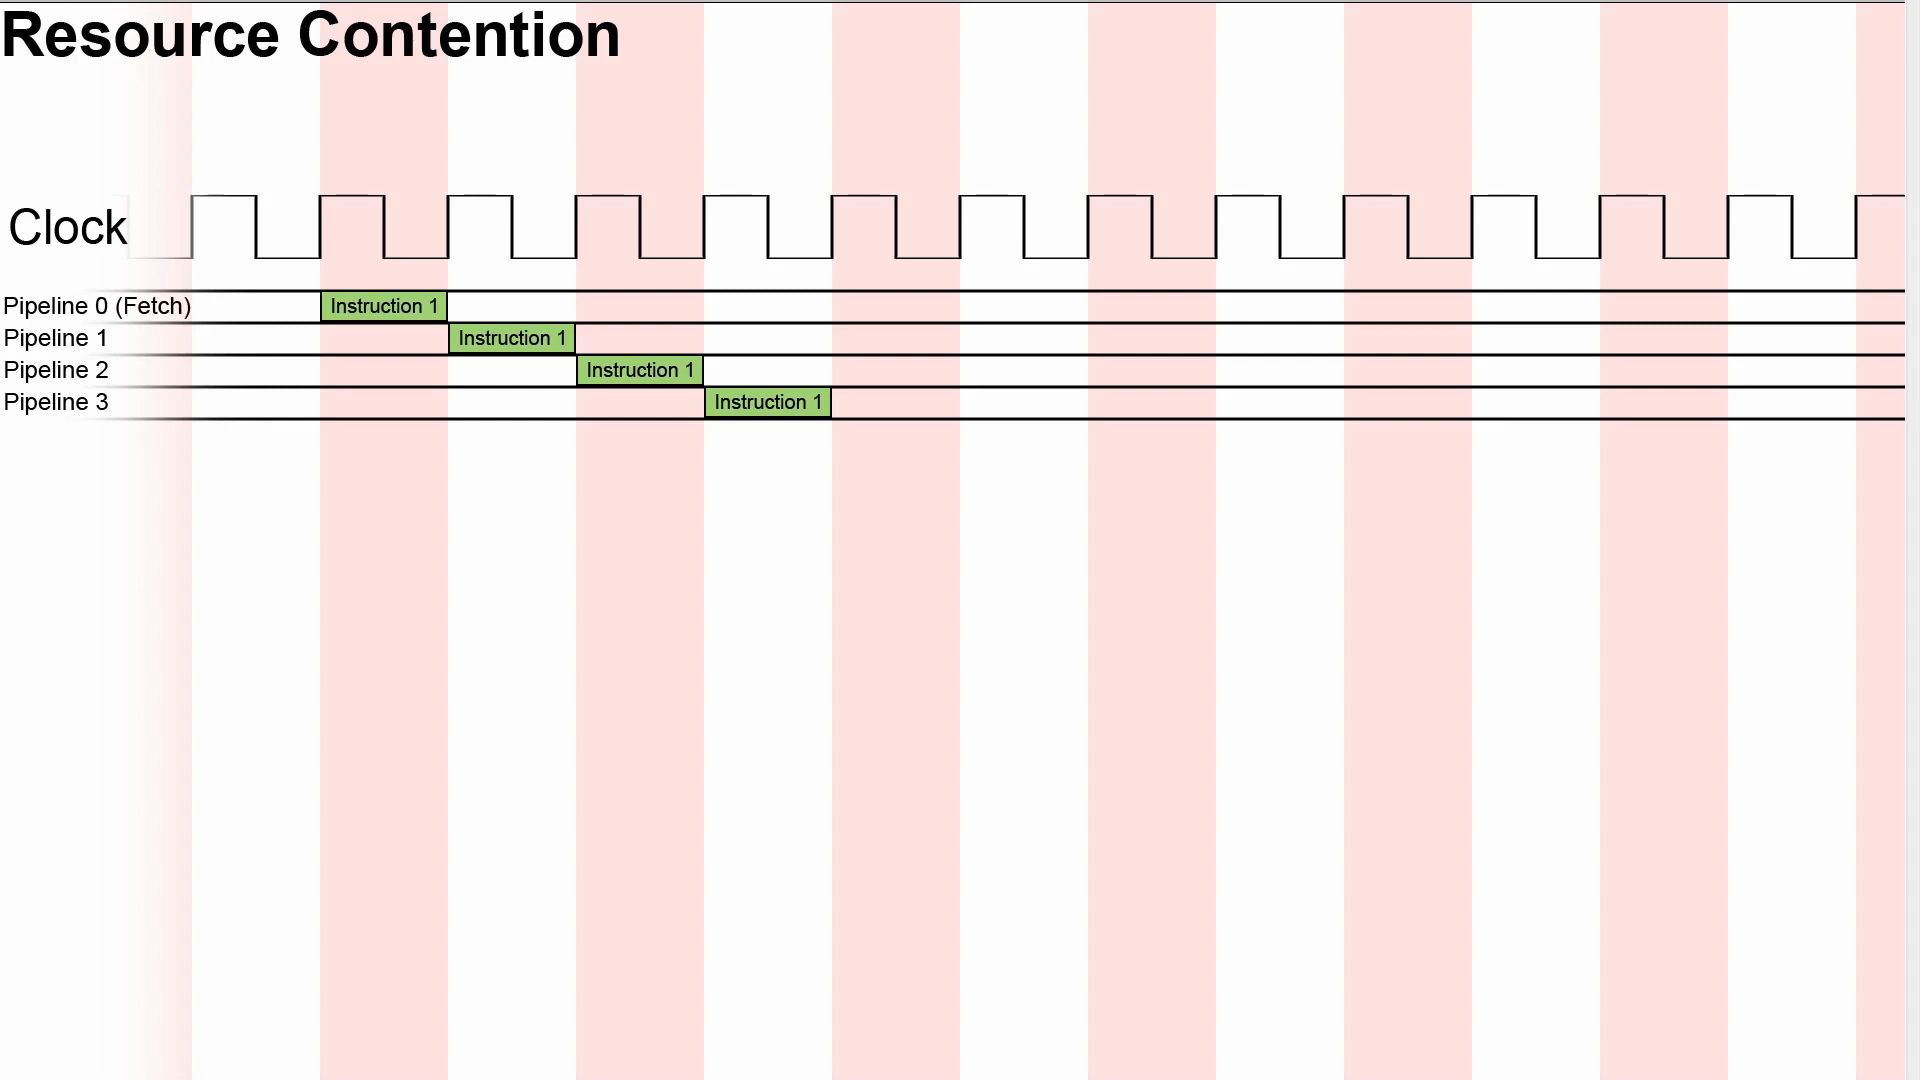 Resource Contention
Clock
Pipeline 0 (Fetch) Instruction 1
Pipeline 1 Instruction 1
Pipeline 2 Instruction 1
Pipeline 3 Instruction 1